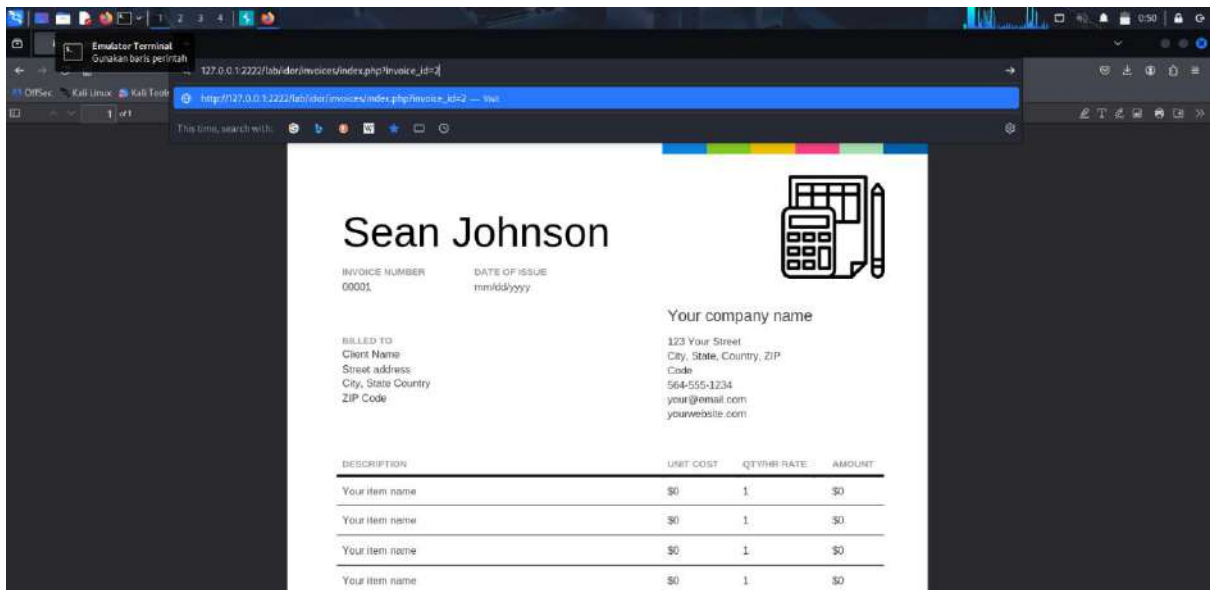 1 2 3 4
0:50
Emulator Terminal
Gunakan baris perintah
127.0.0.1:2222/lab/idor/invoices/index.php?invoice_id=2
OffSec Kali Linux Kali Tools
http://127.0.0.1:2222/lab/idor/invoices/index.php?invoice_id=2 — Visit
1 of 1
This time, search with:
Sean Johnson
INVOICE NUMBER DATE OF ISSUE
00001 mm/dd/yyyy
Your company name
BILLED TO
Client Name
Street address
City, State Country
ZIP Code
123 Your Street
City, State, Country, ZIP
Code
564-555-1234
your@email.com
yourwebsite.com
DESCRIPTION UNIT COST QTY/HR RATE AMOUNT
Your item name $0 1 $0
Your item name $0 1 $0
Your item name $0 1 $0
Your item name $0 1 $0